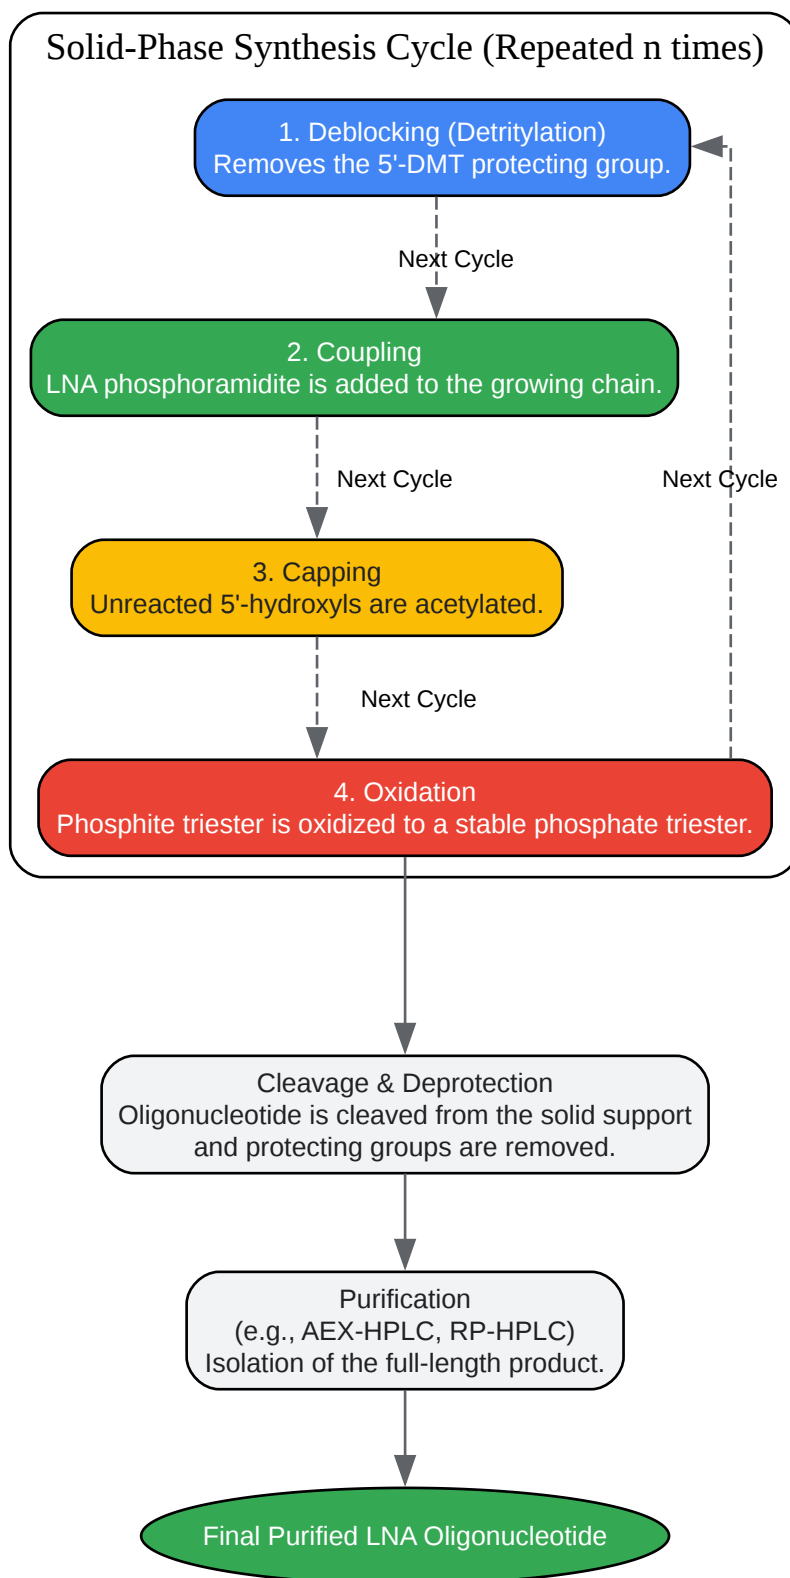 Solid-Phase Synthesis Cycle (Repeated n times)
1. Deblocking (Detritylation)
Removes the 5'-DMT protecting group.
Next Cycle
2. Coupling
LNA phosphoramidite is added to the growing chain.
Next Cycle
Next Cycle
3. Capping
Unreacted 5'-hydroxyls are acetylated.
Next Cycle
4. Oxidation
Phosphite triester is oxidized to a stable phosphate triester.
Cleavage & Deprotection
Oligonucleotide is cleaved from the solid support
and protecting groups are removed.
Purification
(e.g., AEX-HPLC, RP-HPLC)
Isolation of the full-length product.
Final Purified LNA Oligonucleotide